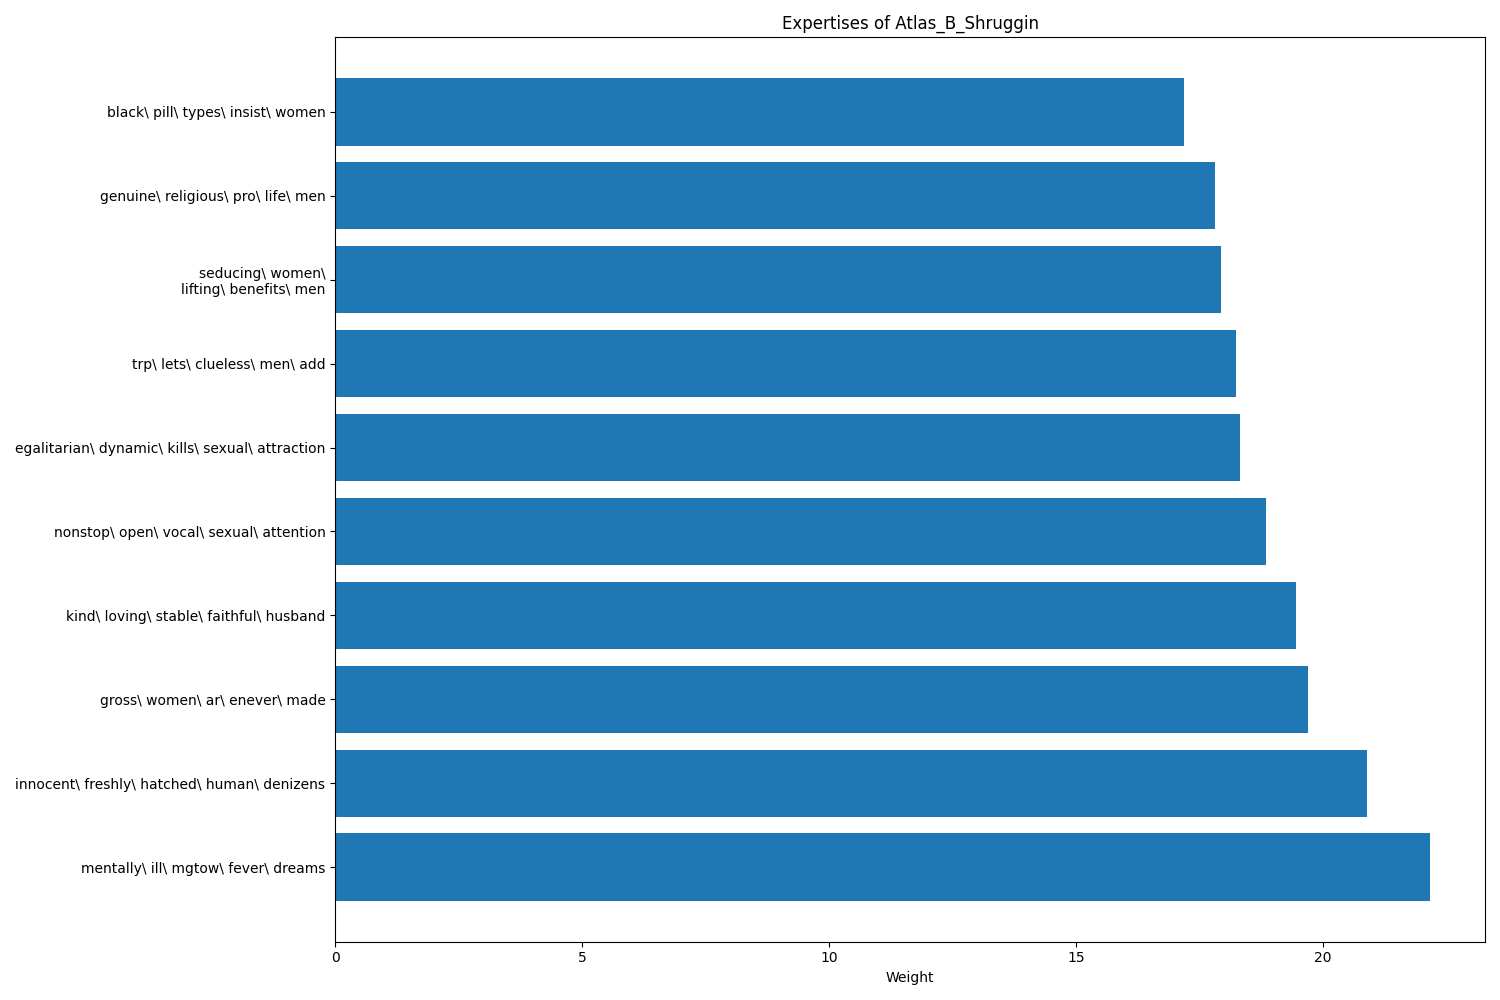 Expertises of Atlas_B_Shruggin
black\ pill\ types\ insist\ women
genuine\ religious\ pro\ life\ men
seducing\ women\
lifting\ benefits\ men
trp\ lets\ clueless\ men\ add
egalitarian\ dynamic\ kills\ sexual\ attraction
nonstop\ open\ vocal\ sexual\ attention
kind\ loving\ stable\ faithful\ husband
gross\ women\ ar\ enever\ made
innocent\ freshly\ hatched\ human\ denizens
mentally\ ill\ mgtow\ fever\ dreams
0 5 10 15 20
Weight